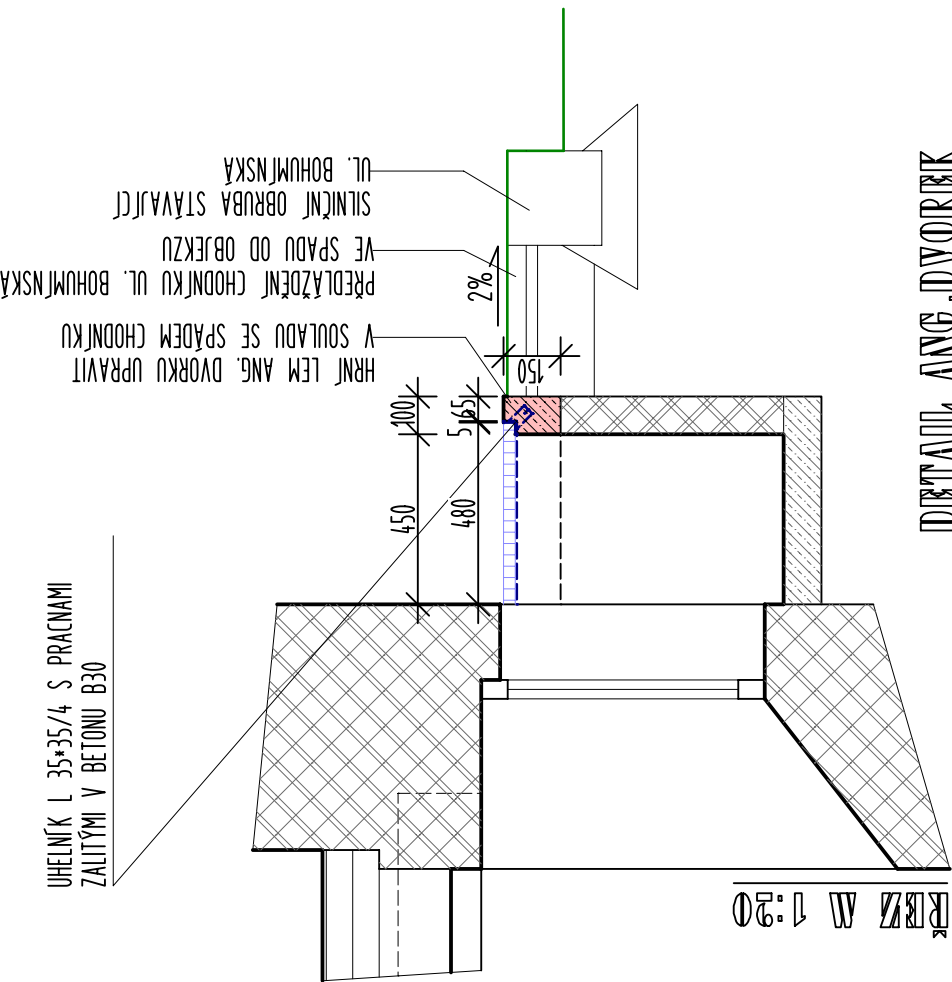 DETAIL ANG.DVOREK
ŘEZ M 1:20
UL. BOHUMÍNSKÁ
SILNIČNÍ OBRUBA STÁVAJÍCÍ
VE SPADU OD OBJEKZU
PŘEDLÁŽDĚNÍ CHODNÍKU UL. BOHUMÍNSKÁ
V SOULADU SE SPÁDEM CHODNÍKU
HRNÍ LEM ANG. DVORKU UPRAVIT
UHELNÍK L 35*35/4 S PRACNAMI
ZALITÝMI V BETONU B30
2%
150
100
5
65
450
480